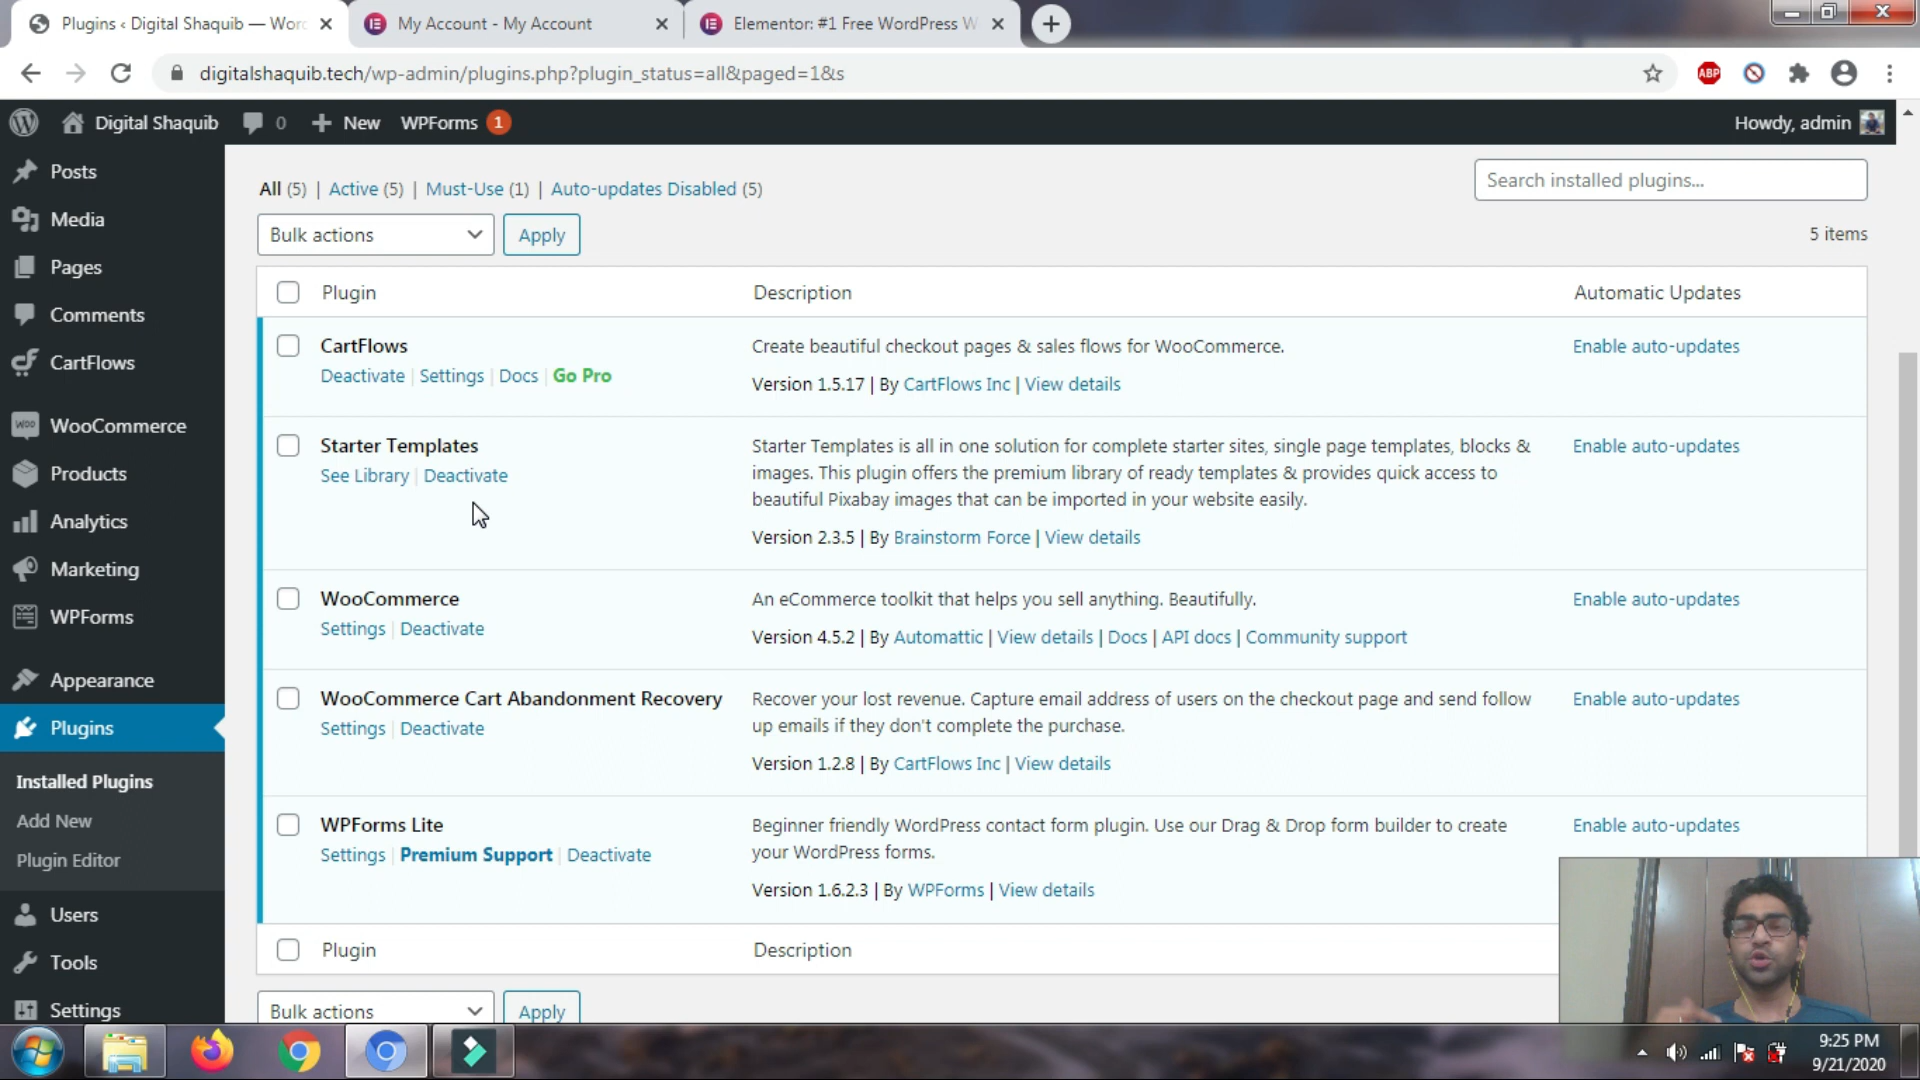 Plugins ‹ Digital Shaquib — Worc
My Account - My Account
Elementor: #1 Free WordPress W
digitalshaquib.tech/wp-admin/plugins.php?plugin_status=all&paged=1&s
ABP
Digital Shaquib
0
New
WPForms
1
Howdy, admin
Posts
Media
Pages
Comments
CartFlows
WooCommerce
Products
Analytics
Marketing
WPForms
Appearance
Plugins
Installed Plugins
Add New
Plugin Editor
Users
Tools
Settings
All (5) | Active (5) | Must-Use (1) | Auto-updates Disabled (5)
Search installed plugins...
Bulk actions
Apply
5 items
Plugin
Description
Automatic Updates
CartFlows
Deactivate | Settings | Docs | Go Pro
Create beautiful checkout pages & sales flows for WooCommerce.
Version 1.5.17 | By CartFlows Inc | View details
Enable auto-updates
Starter Templates
See Library | Deactivate
Starter Templates is all in one solution for complete starter sites, single page templates, blocks &
images. This plugin offers the premium library of ready templates & provides quick access to
beautiful Pixabay images that can be imported in your website easily.
Version 2.3.5 | By Brainstorm Force | View details
Enable auto-updates
WooCommerce
Settings | Deactivate
An eCommerce toolkit that helps you sell anything. Beautifully.
Version 4.5.2 | By Automattic | View details | Docs | API docs | Community support
Enable auto-updates
WooCommerce Cart Abandonment Recovery
Settings | Deactivate
Recover your lost revenue. Capture email address of users on the checkout page and send follow
up emails if they don't complete the purchase.
Version 1.2.8 | By CartFlows Inc | View details
Enable auto-updates
WPForms Lite
Settings | Premium Support | Deactivate
Beginner friendly WordPress contact form plugin. Use our Drag & Drop form builder to create
your WordPress forms.
Version 1.6.2.3 | By WPForms | View details
Enable auto-updates
Plugin
Description
Bulk actions
Apply
9:25 PM
9/21/2020